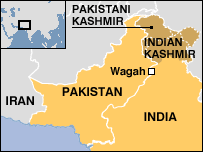 PAKISTANI
KASHMIR
INDIAN
KASHMIR
Wagah
IRAN
PAKISTAN
INDIA